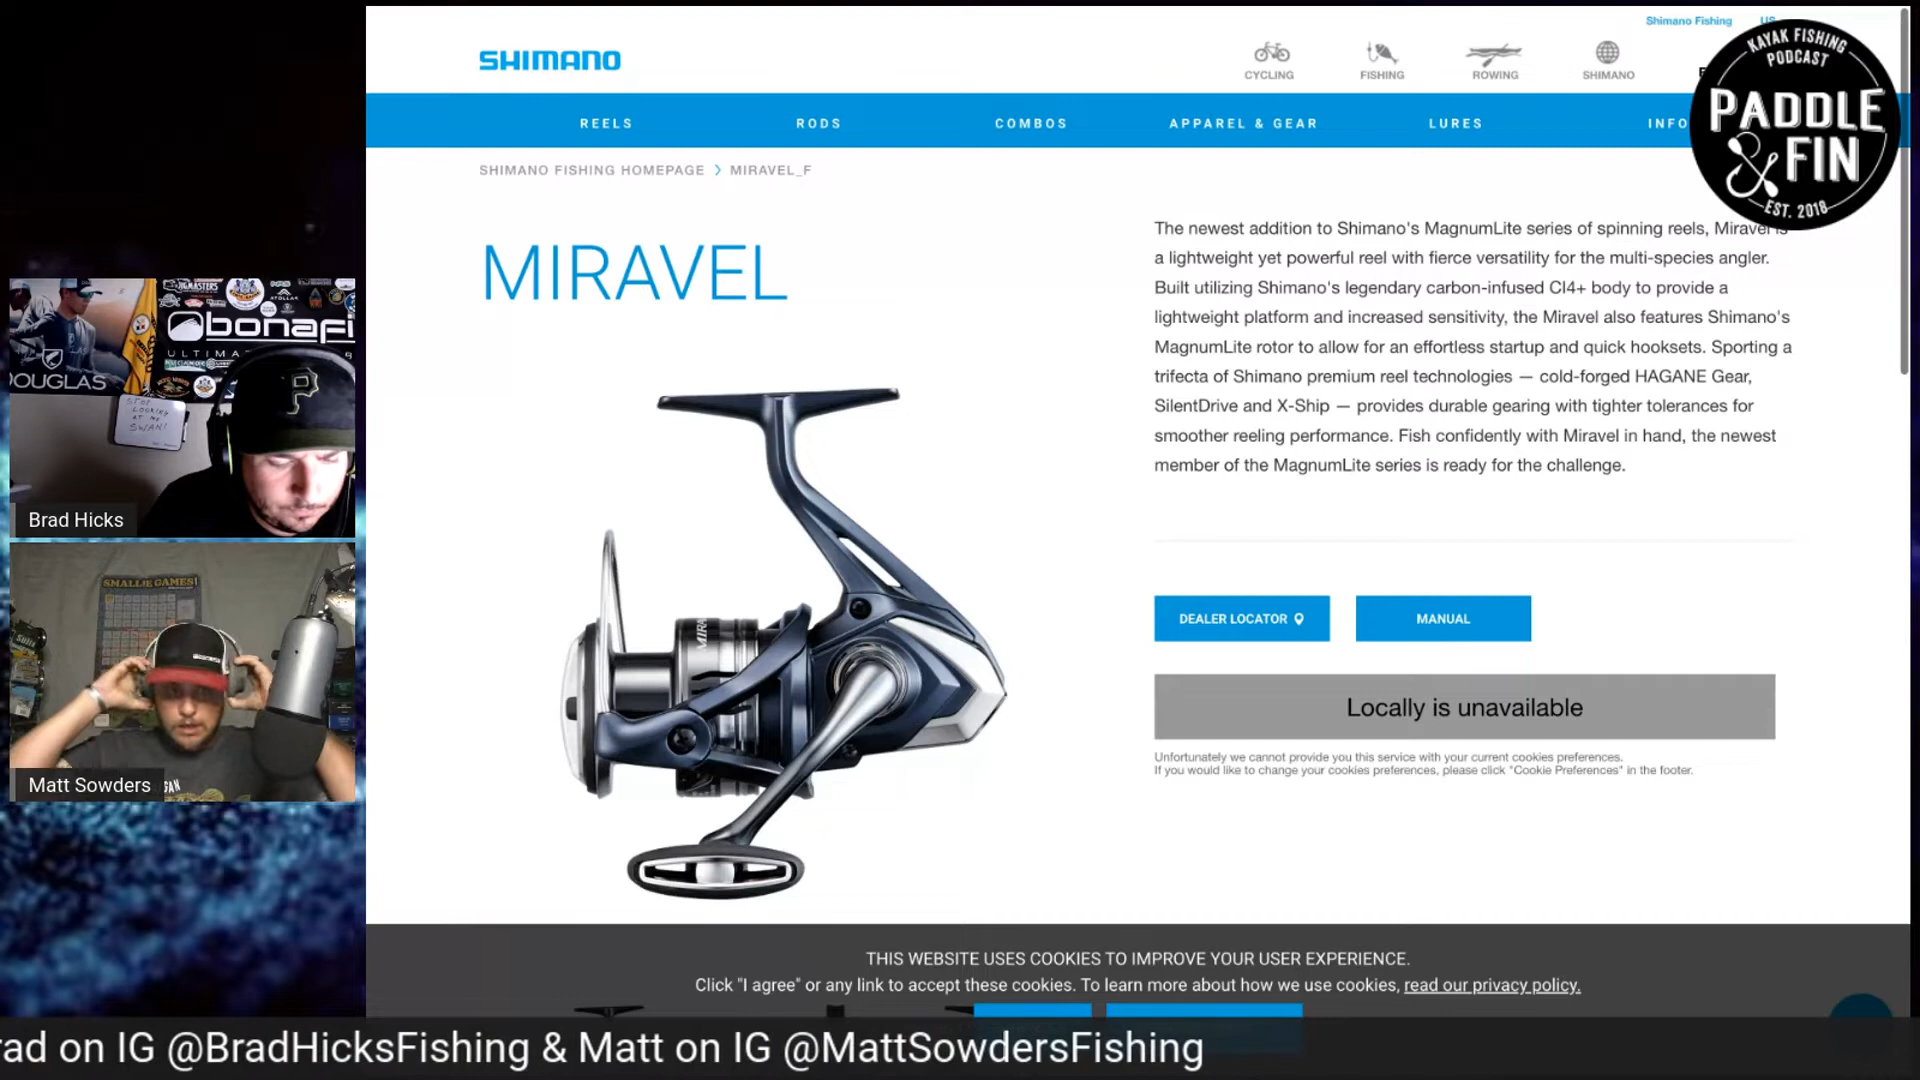 Shimano Fishing
SHIMANO
CYCLING
FISHING
ROWING
SHIMANO
KAYAK FISHING
PODCAST
PADDLE
& FIN
EST. 2018
REELS
RODS
COMBOS
APPAREL & GEAR
LURES
INFO
SHIMANO FISHING HOMEPAGE > MIRAVEL_F
MIRAVEL
The newest addition to Shimano's MagnumLite series of spinning reels, Miravel is
a lightweight yet powerful reel with fierce versatility for the multi-species angler.
Built utilizing Shimano's legendary carbon-infused CI4+ body to provide a
lightweight platform and increased sensitivity, the Miravel also features Shimano's
MagnumLite rotor to allow for an effortless startup and quick hooksets. Sporting a
trifecta of Shimano premium reel technologies — cold-forged HAGANE Gear,
SilentDrive and X-Ship — provides durable gearing with tighter tolerances for
smoother reeling performance. Fish confidently with Miravel in hand, the newest
member of the MagnumLite series is ready for the challenge.
DEALER LOCATOR
MANUAL
Locally is unavailable
Unfortunately we cannot provide you this service with your current cookies preferences.
If you would like to change your cookies preferences, please click "Cookie Preferences" in the footer.
JIGMASTERS
bonafi
ULTIMA
DOUGLAS
STOP
LOOKING
AT ME
SWAN!
P
Brad Hicks
SMALLIE GAMES!
Matt Sowders
THIS WEBSITE USES COOKIES TO IMPROVE YOUR USER EXPERIENCE.
Click "I agree" or any link to accept these cookies. To learn more about how we use cookies, read our privacy policy.
rad on IG @BradHicksFishing & Matt on IG @MattSowdersFishing